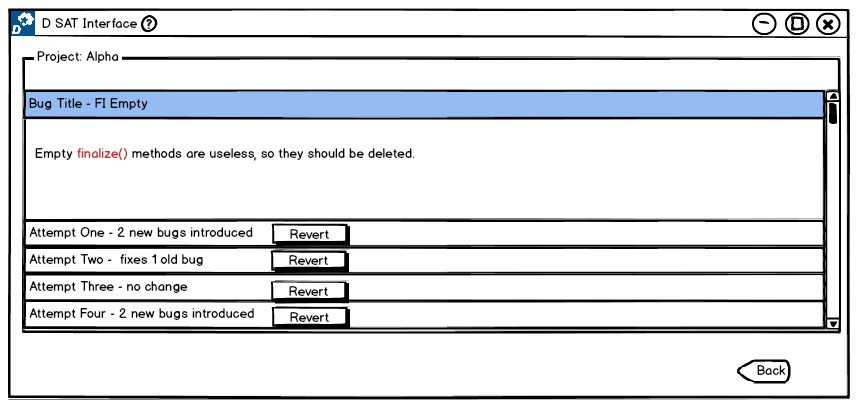 D
D SAT Interface ?
Project: Alpha
Bug Title - FI Empty
Empty finalize() methods are useless, so they should be deleted.
Attempt One - 2 new bugs introduced Revert
Attempt Two - fixes 1 old bug Revert
Attempt Three - no change Revert
Attempt Four - 2 new bugs introduced Revert
Back